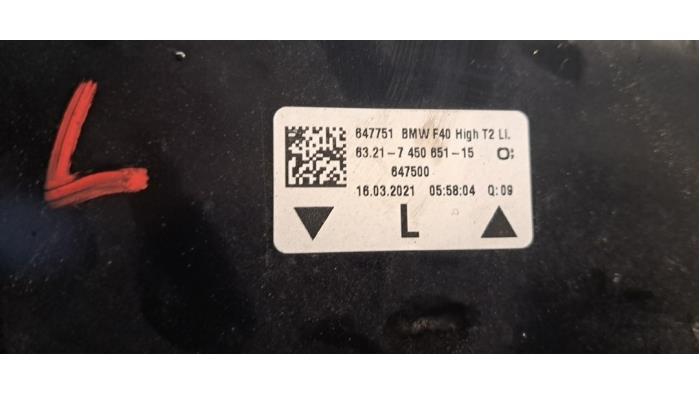 L
647751 BMW F40 High T2 Li.
63.21-7 450 651-15 O;
647500
16.03.2021 05:58:04 Q:09
L